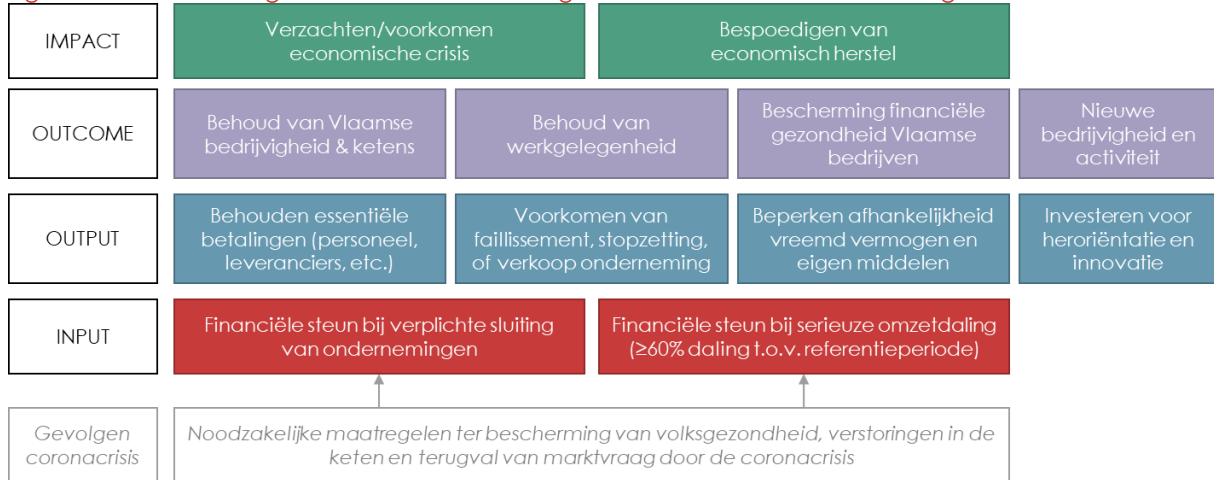 IMPACT
Verzachten/voorkomen
economische crisis
Bespoedigen van
economisch herstel
OUTCOME
Behoud van Vlaamse
bedrijvigheid & ketens
Behoud van
werkgelegenheid
Bescherming financiële
gezondheid Vlaamse
bedrijven
Nieuwe
bedrijvigheid en
activiteit
OUTPUT
Behouden essentiële
betalingen (personeel,
leveranciers, etc.)
Voorkomen van
faillissement, stopzetting,
of verkoop onderneming
Beperken afhankelijkheid
vreemd vermogen en
eigen middelen
Investeren voor
heroriëntatie en
innovatie
INPUT
Financiële steun bij verplichte sluiting
van ondernemingen
Financiële steun bij serieuze omzetdaling
(≥60% daling t.o.v. referentieperiode)
Gevolgen
coronacrisis
Noodzakelijke maatregelen ter bescherming van volksgezondheid, verstoringen in de
keten en terugval van marktvraag door de coronacrisis